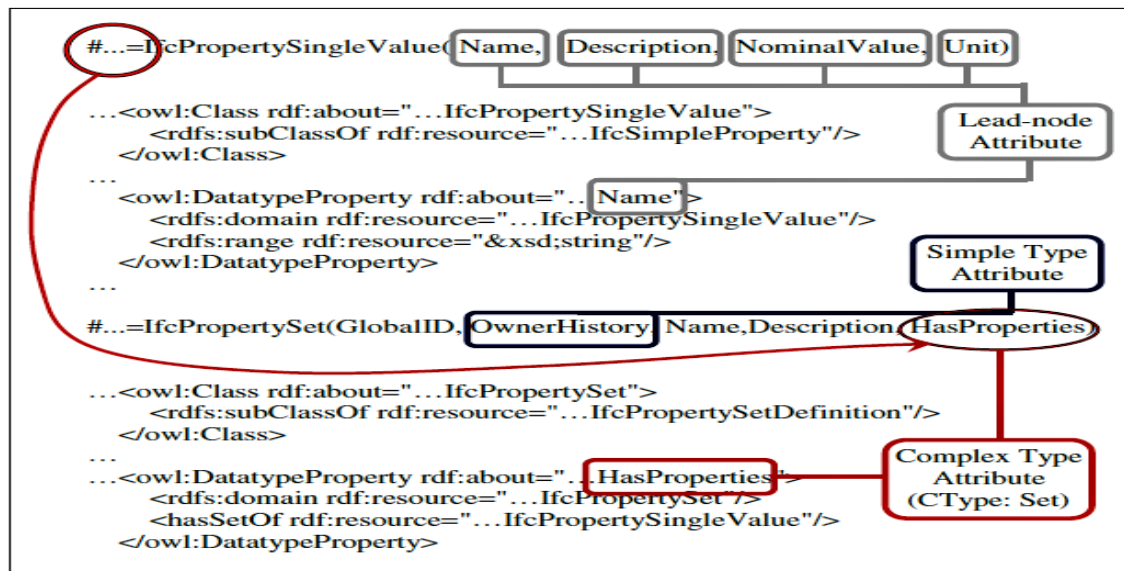 #...=IfcPropertySingleValue(Name, Description, NominalValue, Unit)
…<owl:Class rdf:about="…IfcPropertySingleValue">
<rdfs:subClassOf rdf:resource="…IfcSimpleProperty"/>
</owl:Class>
Lead-node
Attribute
…
<owl:DatatypeProperty rdf:about="…Name">
<rdfs:domain rdf:resource="…IfcPropertySingleValue"/>
<rdfs:range rdf:resource="&xsd;string"/>
</owl:DatatypeProperty>
Simple Type
Attribute
…
#...=IfcPropertySet(GlobalID, OwnerHistory, Name,Description, HasProperties)
…<owl:Class rdf:about="…IfcPropertySet">
<rdfs:subClassOf rdf:resource="…IfcPropertySetDefinition"/>
</owl:Class>
…
…<owl:DatatypeProperty rdf:about="…HasProperties">
<rdfs:domain rdf:resource="…IfcPropertySet"/>
<hasSetOf rdf:resource="…IfcPropertySingleValue"/>
</owl:DatatypeProperty>
Complex Type
Attribute
(CType: Set)